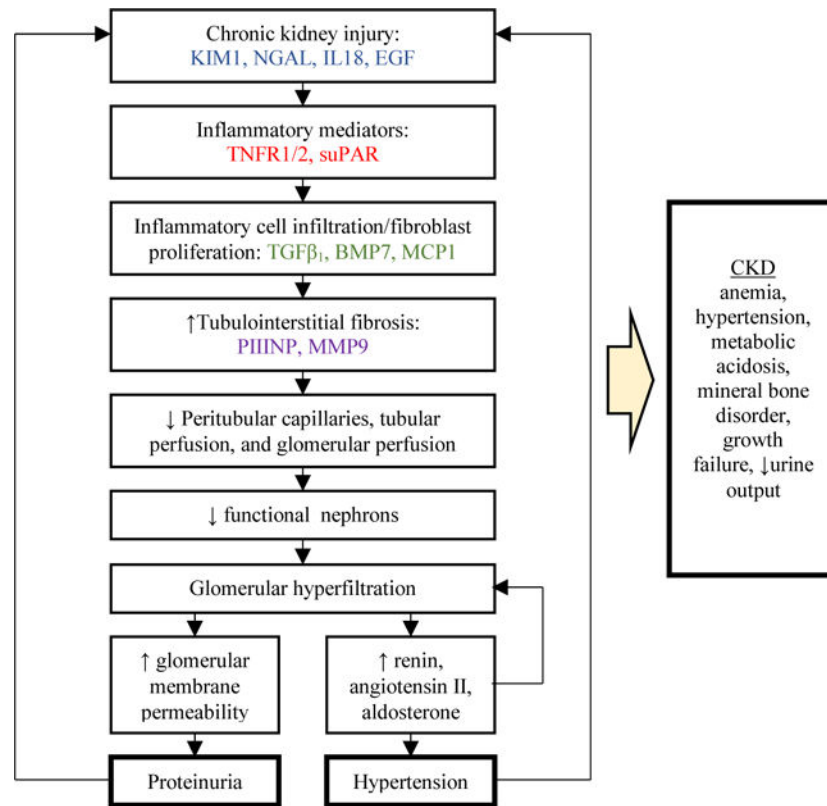 Chronic kidney injury:
KIM1, NGAL, IL18, EGF
Inflammatory mediators:
TNFR1/2, suPAR
Inflammatory cell infiltration/fibroblast
proliferation: TGFβ₁, BMP7, MCP1
↑Tubulointerstitial fibrosis:
PIIINP, MMP9
↓ Peritubular capillaries, tubular
perfusion, and glomerular perfusion
↓ functional nephrons
Glomerular hyperfiltration
↑ glomerular
membrane
permeability
↑ renin,
angiotensin II,
aldosterone
Proteinuria
Hypertension
CKD
anemia,
hypertension,
metabolic
acidosis,
mineral bone
disorder,
growth
failure, ↓urine
output